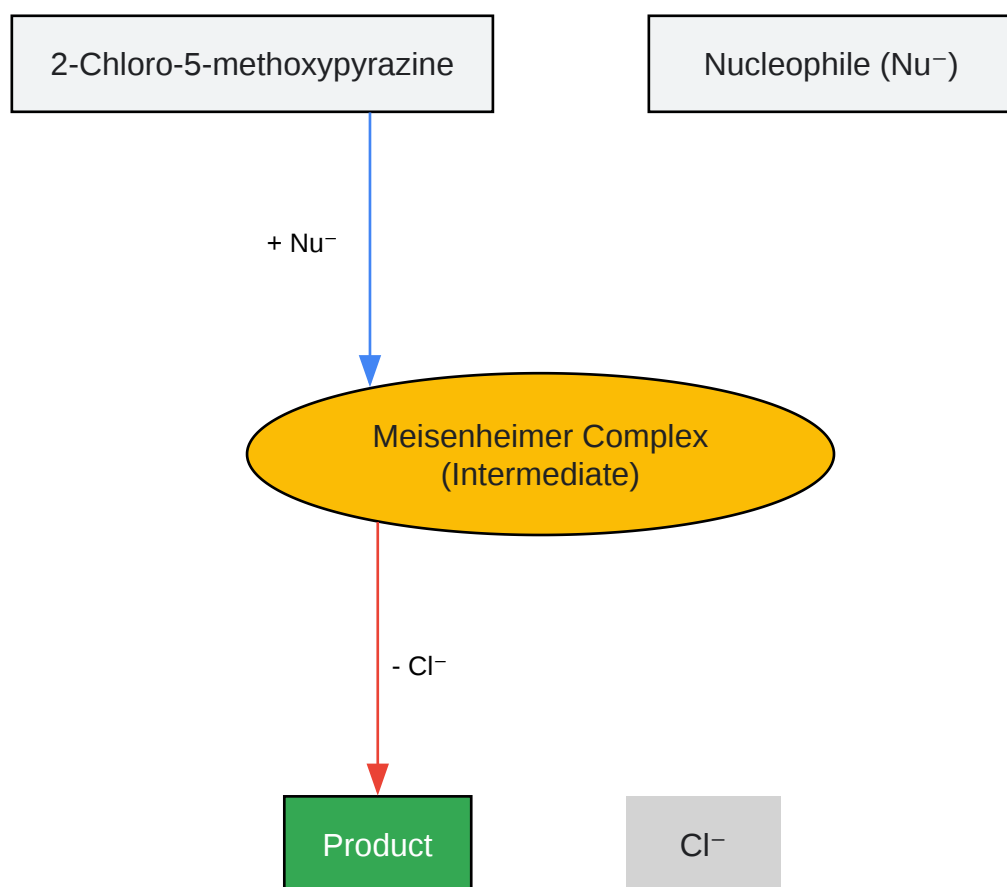 2-Chloro-5-methoxypyrazine
Nucleophile (Nu⁻)
+ Nu⁻
Meisenheimer Complex
(Intermediate)
- Cl⁻
Product
Cl⁻